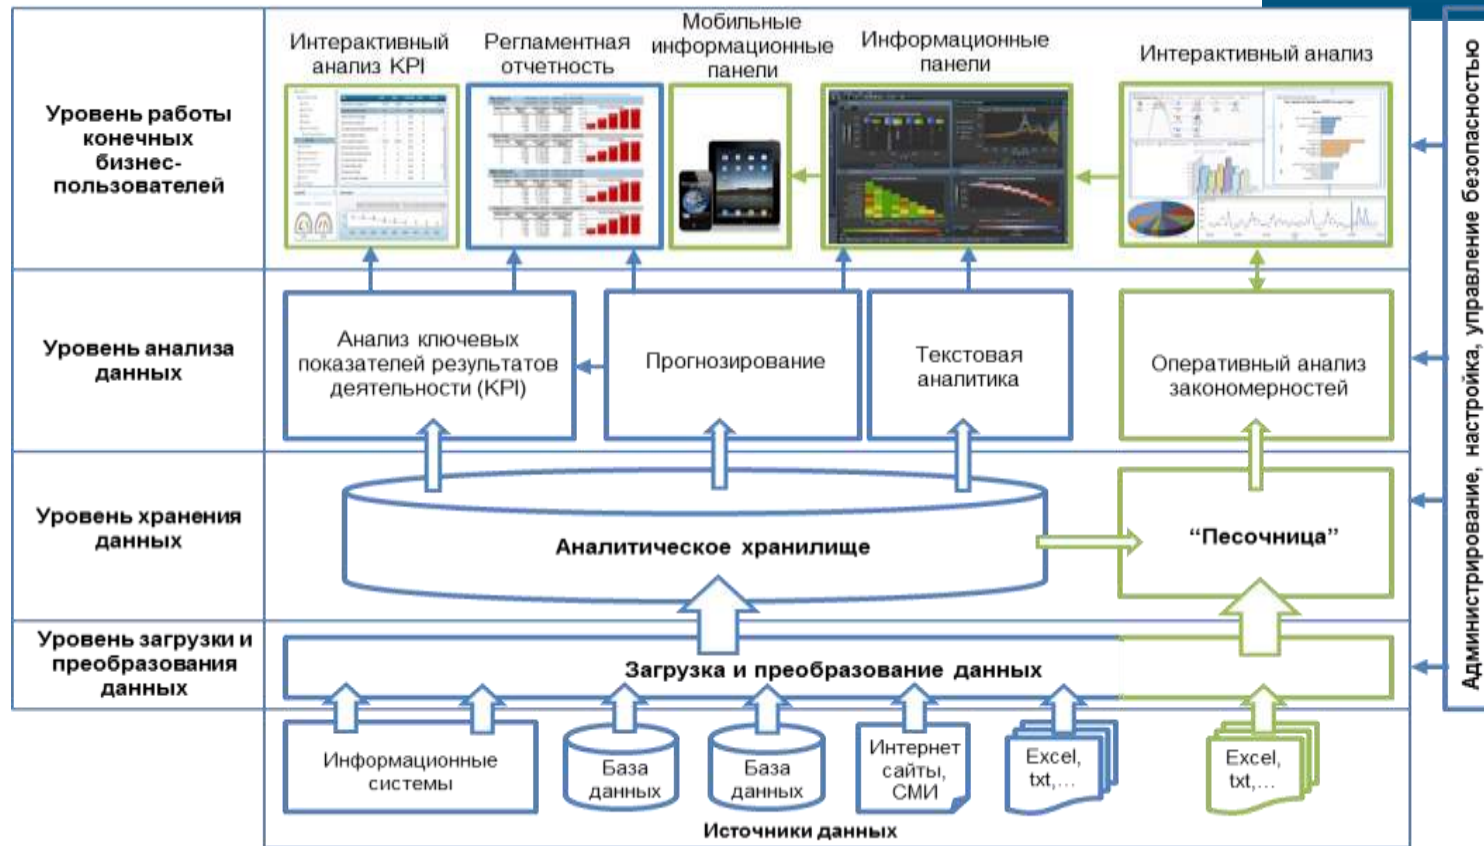 Интерактивный
анализ KPI
Регламентная
отчетность
Мобильные
информационные
панели
Информационные
панели
Интерактивный анализ
Уровень работы
конечных
бизнес-
пользователей
Уровень анализа
данных
Анализ ключевых
показателей результатов
деятельности (KPI)
Прогнозирование
Текстовая
аналитика
Оперативный анализ
закономерностей
Уровень хранения
данных
Аналитическое хранилище
“Песочница”
Уровень загрузки и
преобразования
данных
Загрузка и преобразование данных
Информационные
системы
База
данных
База
данных
Интернет
сайты,
СМИ
Excel,
txt,...
Excel,
txt,...
Источники данных
Администрирование, настройка, управление безопасностью